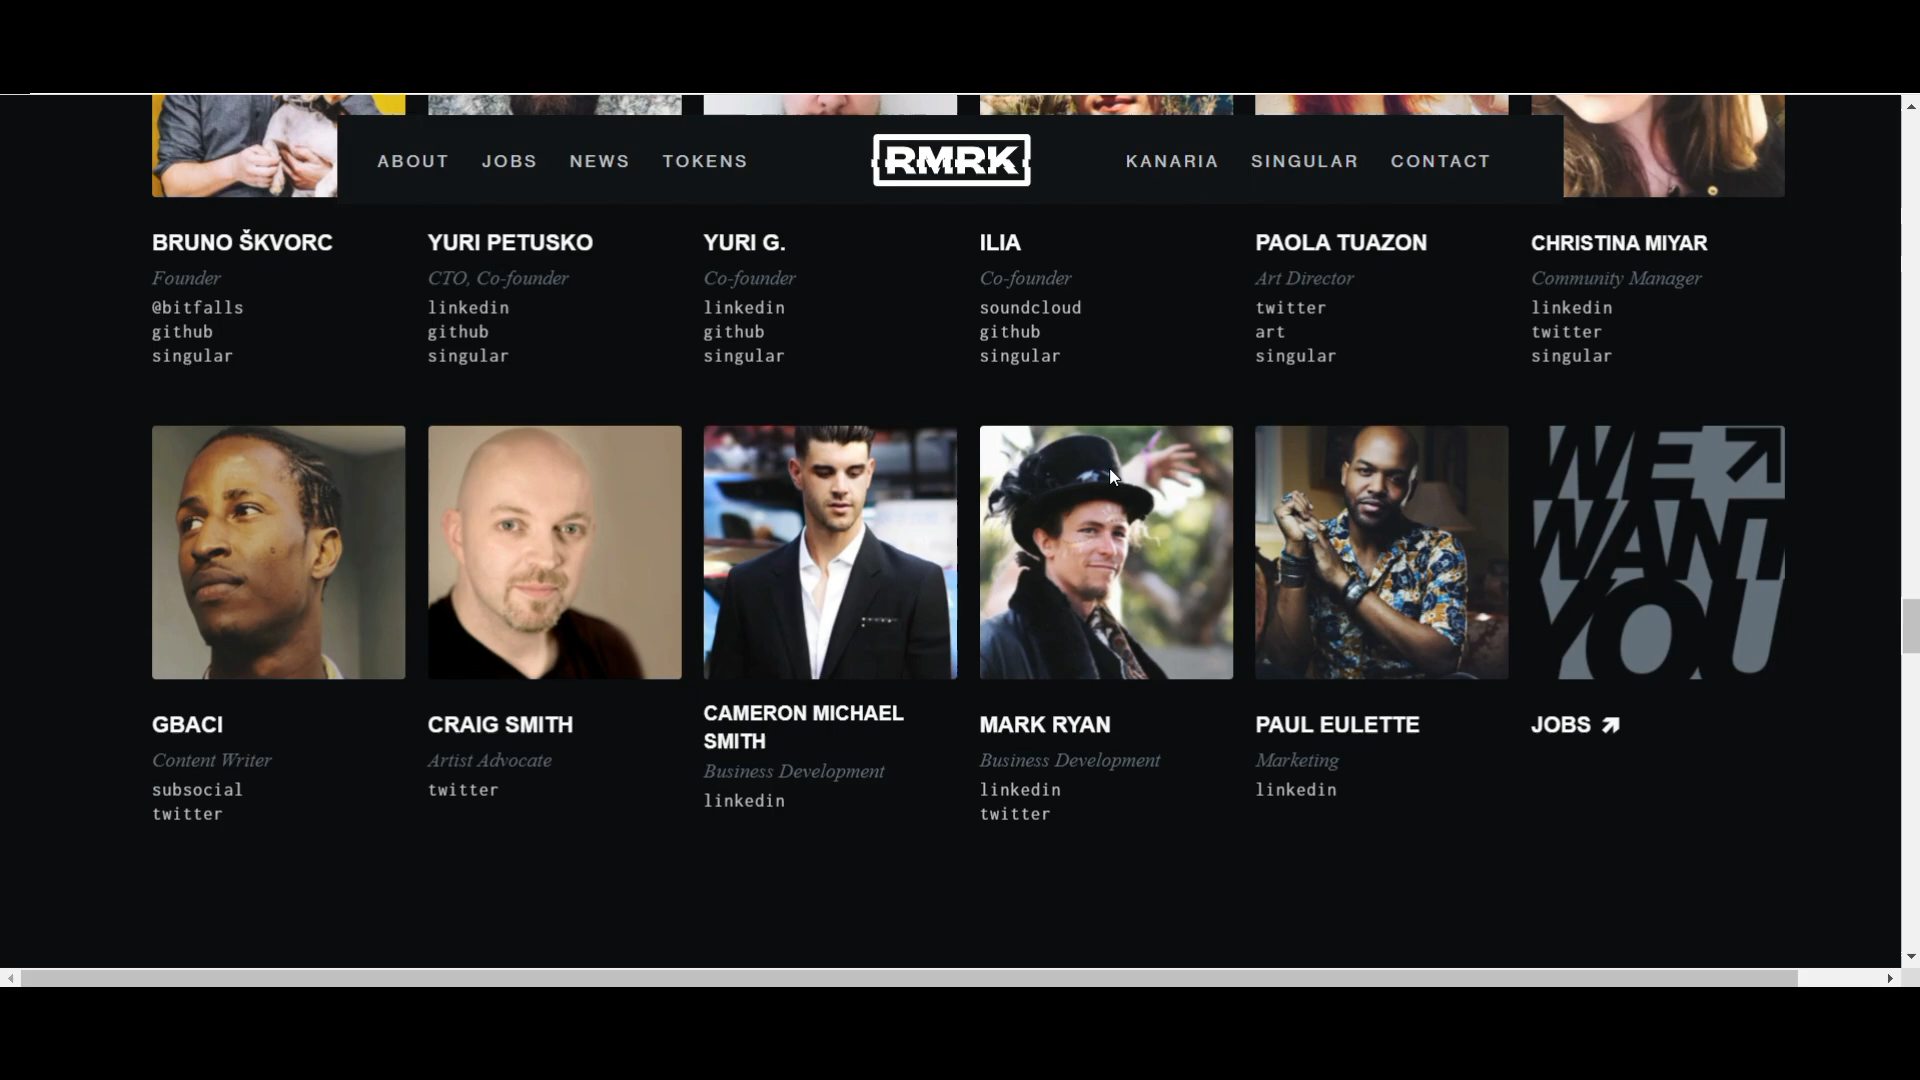 ABOUT JOBS NEWS TOKENS RMRK KANARIA SINGULAR CONTACT
BRUNO ŠKVORC
Founder
@bitfalls
github
singular
YURI PETUSKO
CTO, Co-founder
linkedin
github
singular
YURI G.
Co-founder
linkedin
github
singular
ILIA
Co-founder
soundcloud
github
singular
PAOLA TUAZON
Art Director
twitter
art
singular
CHRISTINA MIYAR
Community Manager
linkedin
twitter
singular
GBACI
Content Writer
subsocial
twitter
CRAIG SMITH
Artist Advocate
twitter
CAMERON MICHAEL
SMITH
Business Development
linkedin
MARK RYAN
Business Development
linkedin
twitter
PAUL EULETTE
Marketing
linkedin
WE
WANT
YOU
JOBS